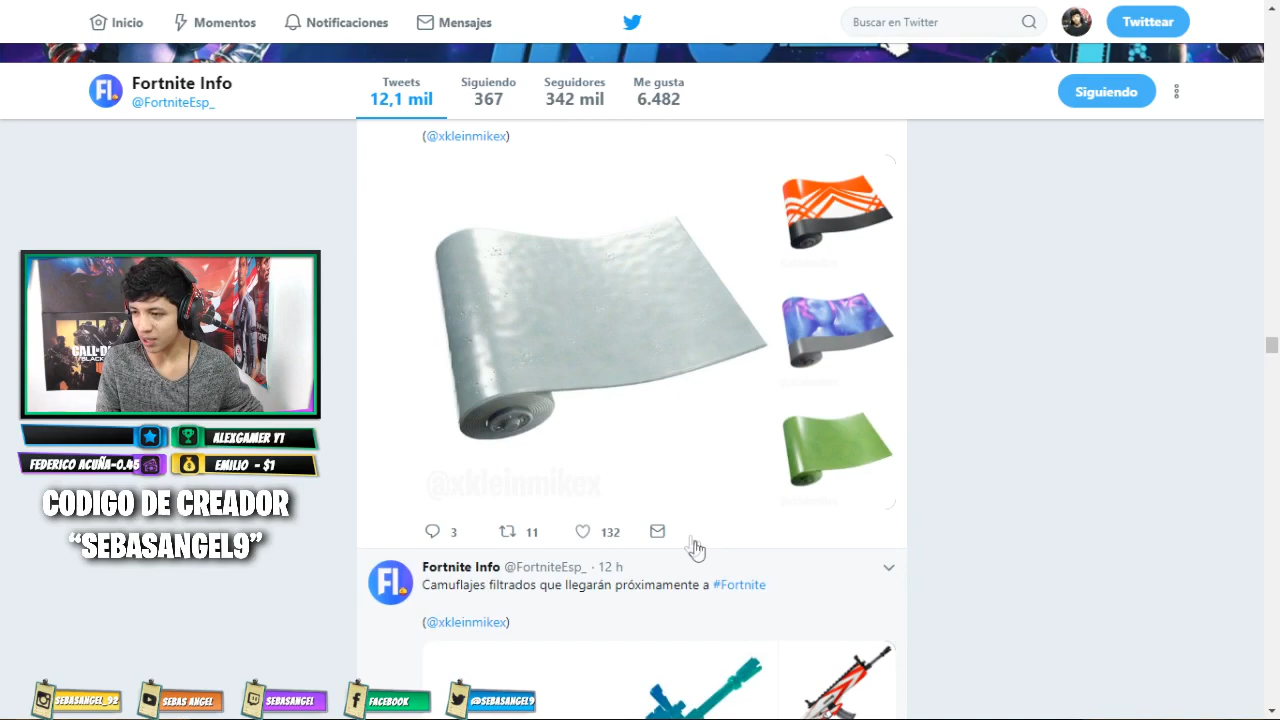 Inicio
Momentos
Notificaciones
Mensajes
Buscar en Twitter
Twittear
Fortnite Info
@FortniteEsp_
Tweets
12,1 mil
Siguiendo
367
Seguidores
342 mil
Me gusta
6.482
Siguiendo
(@xkleinmikex)
@xkleinmikex
3
11
132
Fortnite Info @FortniteEsp_ · 12 h
Camuflajes filtrados que llegarán próximamente a #Fortnite
(@xkleinmikex)
CALL OF DUTY
ALEXGAMER YT
FEDERICO ACUÑA-0.45
EMILIO - $1
CODIGO DE CREADOR
“SEBASANGEL9”
SEBASANGEL_92
SEBAS ANGEL
SEBASANGEL
FACEBOOK
@SEBASANGEL9